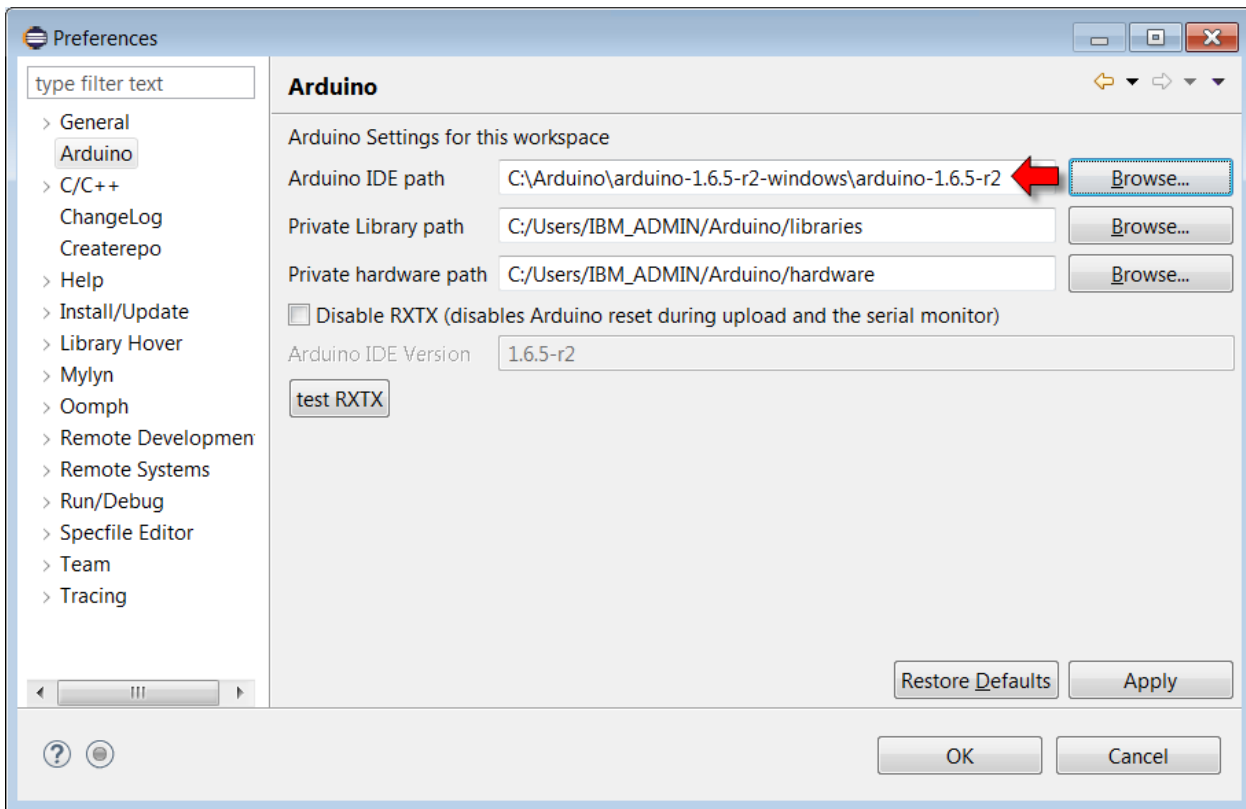 Preferences
type filter text
General
Arduino
C/C++
ChangeLog
Createrepo
Help
Install/Update
Library Hover
Mylyn
Oomph
Remote Developmen
Remote Systems
Run/Debug
Specfile Editor
Team
Tracing
Arduino
Arduino Settings for this workspace
Arduino IDE path C:\Arduino\arduino-1.6.5-r2-windows\arduino-1.6.5-r2 Browse...
Private Library path C:/Users/IBM_ADMIN/Arduino/libraries Browse...
Private hardware path C:/Users/IBM_ADMIN/Arduino/hardware Browse...
Disable RXTX (disables Arduino reset during upload and the serial monitor)
Arduino IDE Version 1.6.5-r2
test RXTX
Restore Defaults Apply
OK Cancel